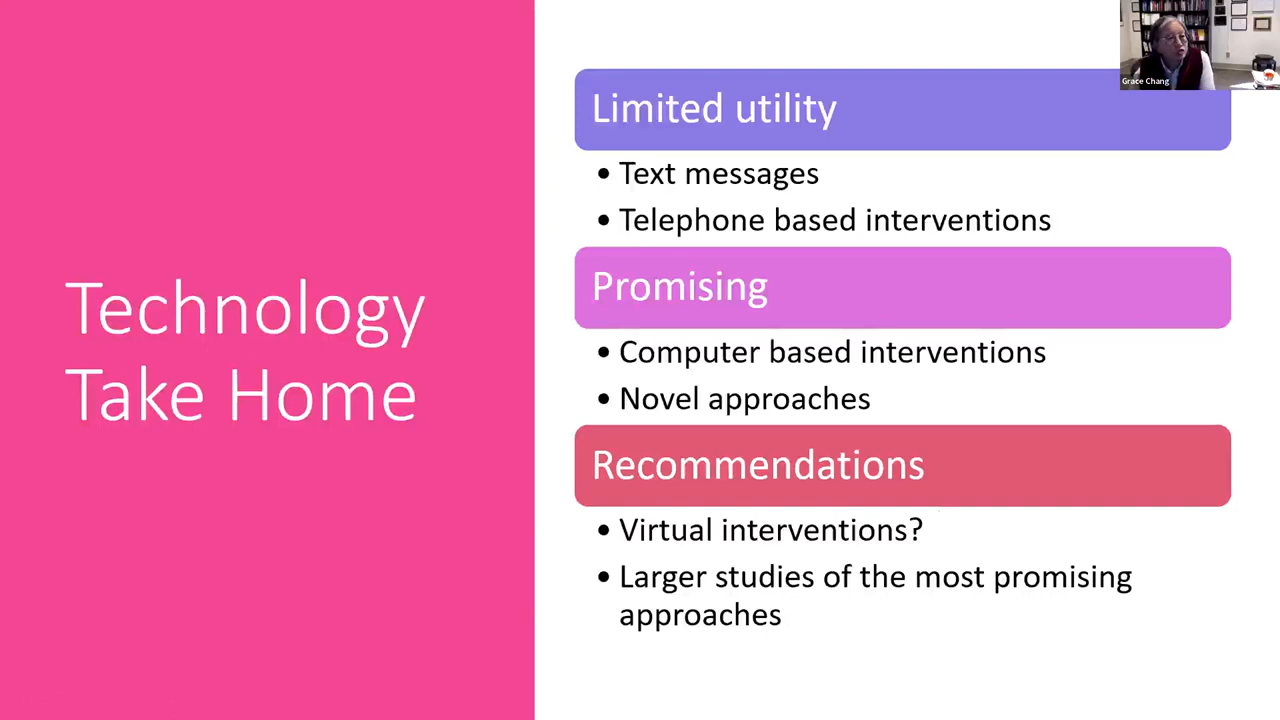 Technology
Take Home
Limited utility
• Text messages
• Telephone based interventions
Promising
• Computer based interventions
• Novel approaches
Recommendations
• Virtual interventions?
• Larger studies of the most promising
approaches
Grace Chang